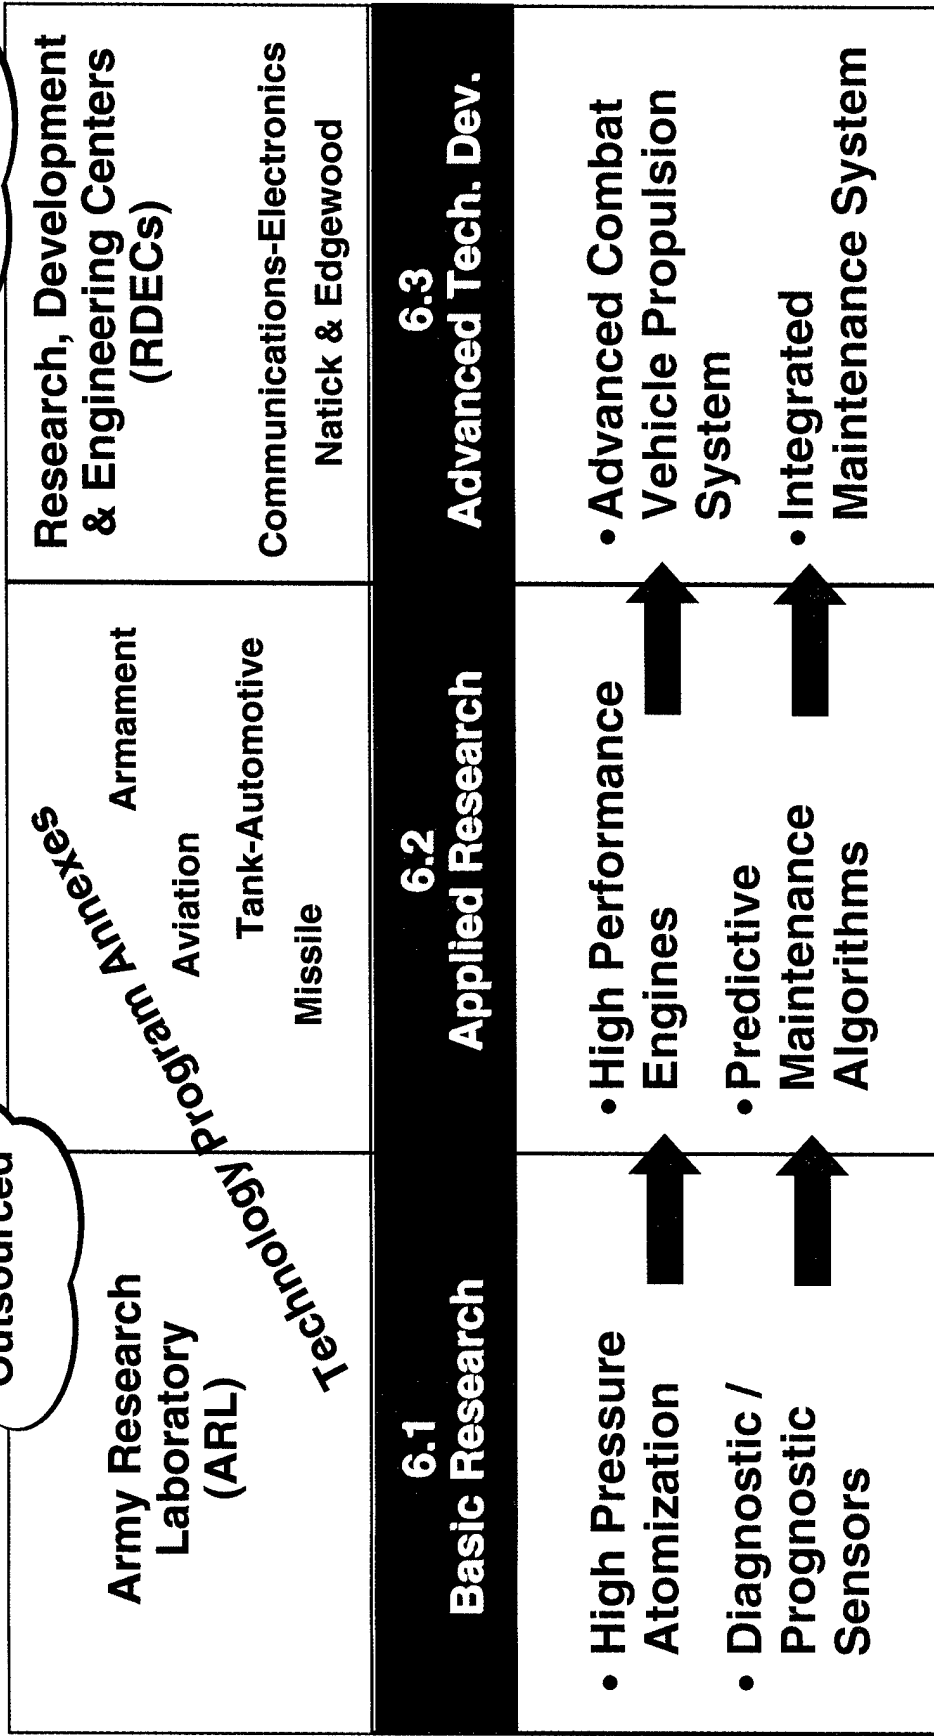 Outsourced
Army Research
Laboratory
(ARL)
Technology Program Annexes
Armament
Aviation
Tank-Automotive
Missile
Research, Development
& Engineering Centers
(RDECs)
Communications-Electronics
Natick & Edgewood
6.1
Basic Research
6.2
Applied Research
6.3
Advanced Tech. Dev.
• High Pressure
Atomization
• Diagnostic /
Prognostic
Sensors
• High Performance
Engines
• Predictive
Maintenance
Algorithms
• Advanced Combat
Vehicle Propulsion
System
• Integrated
Maintenance System